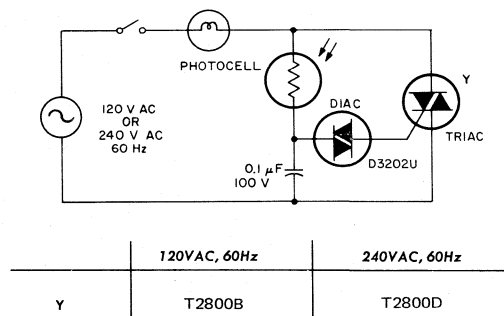 PHOTOCELL
120 V AC
OR
240 V AC
60 Hz
DIAC
Y
TRIAC
D3202U
0.1 μF
100 V
120VAC, 60Hz 240VAC, 60Hz
Y T2800B T2800D